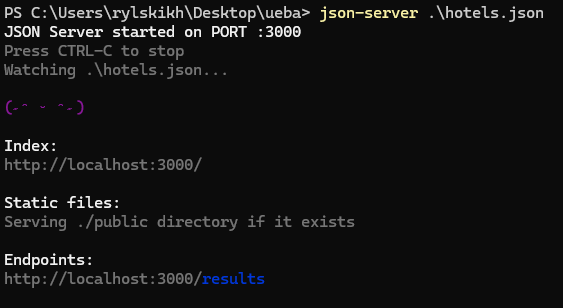 PS C:\Users\rylskikh\Desktop\ueba> json-server .\hotels.json
JSON Server started on PORT :3000
Press CTRL-C to stop
Watching .\hotels.json...
(˶ᵔ ᵕ ᵔ˶)
Index:
http://localhost:3000/
Static files:
Serving ./public directory if it exists
Endpoints:
http://localhost:3000/results